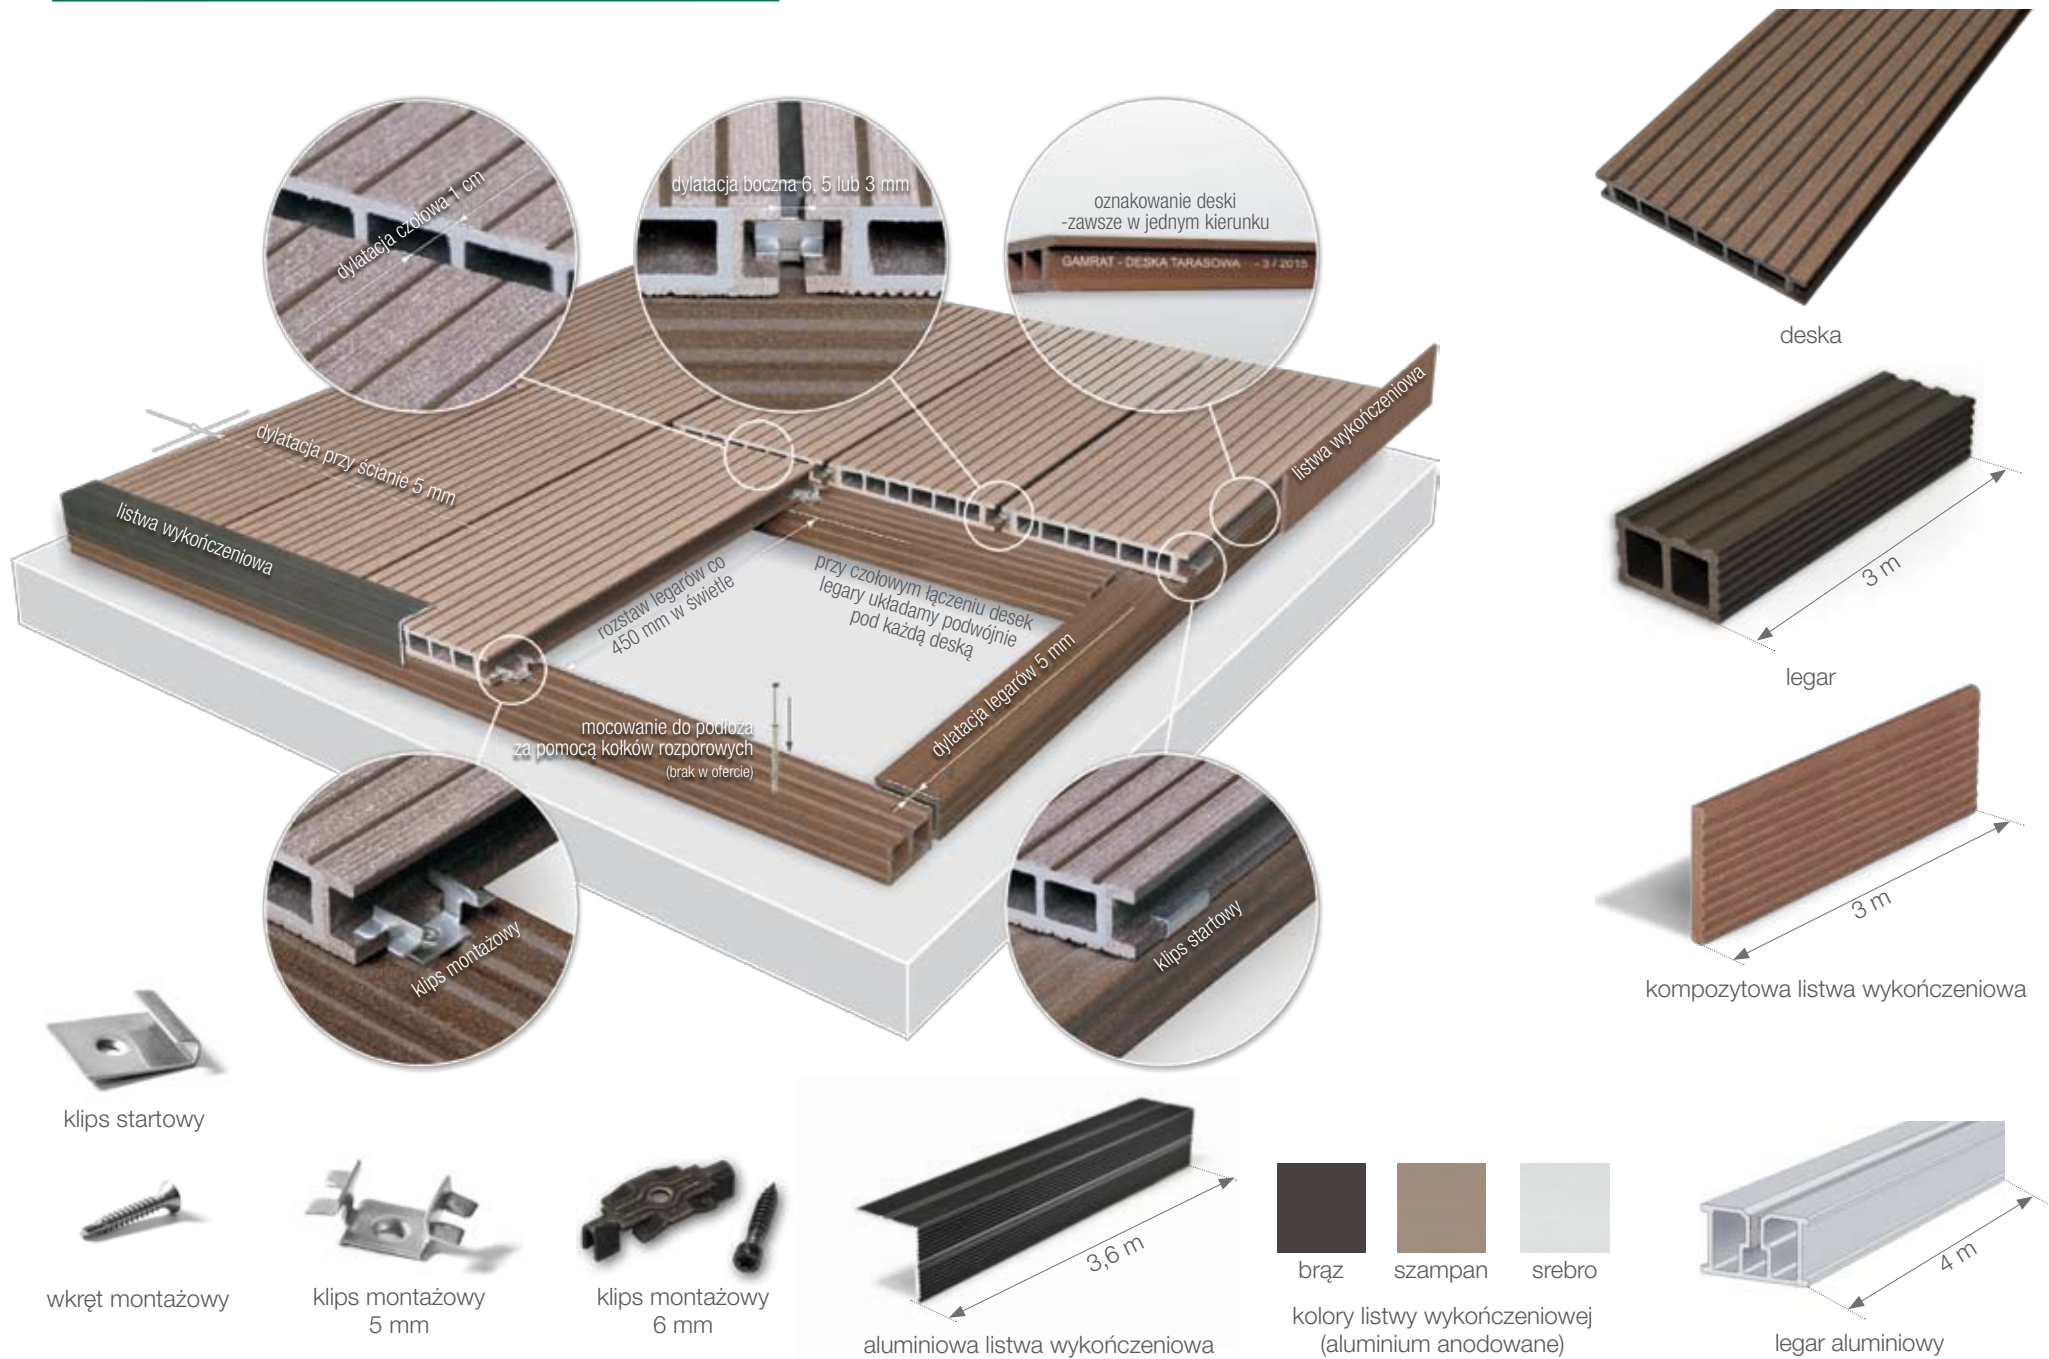 dylatacja czołowa 1 cm
dylatacja boczna 6, 5 lub 3 mm
oznakowanie deski
-zawsze w jednym kierunku
GAMRAT - DESKA TARASOWA - 3 / 2015
deska
dylatacja przy ścianie 5 mm
listwa wykończeniowa
listwa wykończeniowa
rozstaw legarów co
450 mm w świetle
przy czołowym łączeniu desek
legary układamy podwójnie
pod każdą deską
dylatacja legarów 5 mm
mocowanie do podłoża
za pomocą kołków rozporowych
(brak w ofercie)
klips montażowy
klips startowy
3 m
legar
3 m
kompozytowa listwa wykończeniowa
klips startowy
wkręt montażowy
klips montażowy
5 mm
klips montażowy
6 mm
3,6 m
aluminiowa listwa wykończeniowa
brąz
szampan
srebro
kolory listwy wykończeniowej
(aluminium anodowane)
4 m
legar aluminiowy